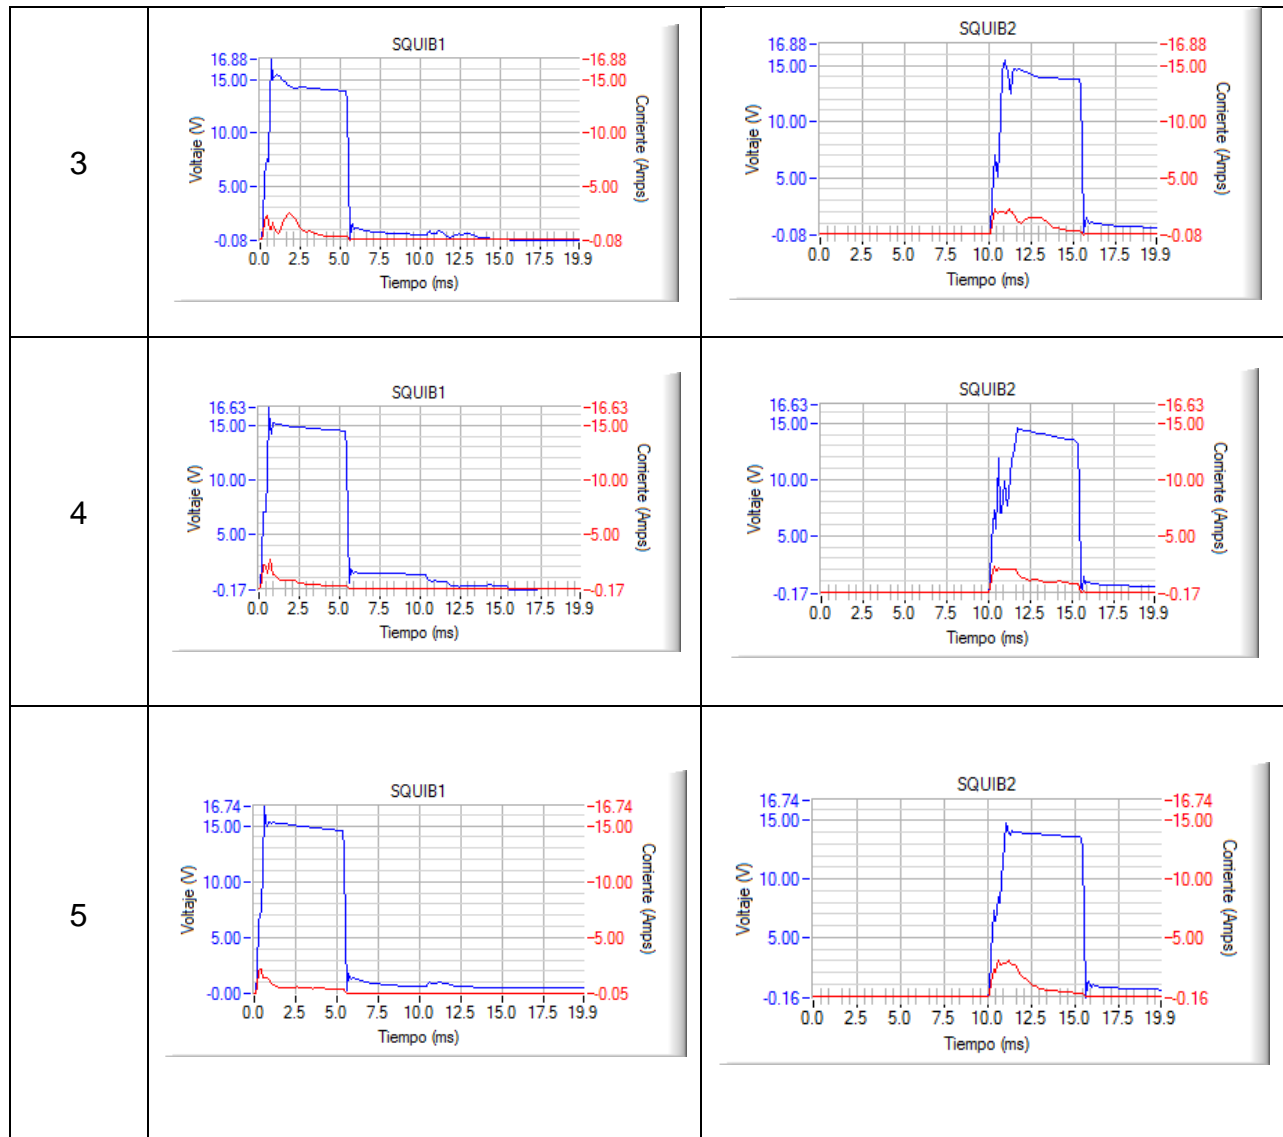 3
SQUIB1
16.88 15.00 10.00 5.00 -0.08
Voltaje (V)
16.88 15.00 10.00 5.00 -0.08
Corriente (Amps)
0.0 2.5 5.0 7.5 10.0 12.5 15.0 17.5 19.9
Tiempo (ms)
SQUIB2
16.88 15.00 10.00 5.00 -0.08
Voltaje (V)
16.88 15.00 10.00 5.00 -0.08
Corriente (Amps)
0.0 2.5 5.0 7.5 10.0 12.5 15.0 17.5 19.9
Tiempo (ms)
4
SQUIB1
16.63 15.00 10.00 5.00 -0.17
Voltaje (V)
16.63 15.00 10.00 5.00 -0.17
Corriente (Amps)
0.0 2.5 5.0 7.5 10.0 12.5 15.0 17.5 19.9
Tiempo (ms)
SQUIB2
16.63 15.00 10.00 5.00 -0.17
Voltaje (V)
16.63 15.00 10.00 5.00 -0.17
Corriente (Amps)
0.0 2.5 5.0 7.5 10.0 12.5 15.0 17.5 19.9
Tiempo (ms)
5
SQUIB1
16.74 15.00 10.00 5.00 -0.00
Voltaje (V)
16.74 15.00 10.00 5.00 -0.05
Corriente (Amps)
0.0 2.5 5.0 7.5 10.0 12.5 15.0 17.5 19.9
Tiempo (ms)
SQUIB2
16.74 15.00 10.00 5.00 -0.16
Voltaje (V)
16.74 15.00 10.00 5.00 -0.16
Corriente (Amps)
0.0 2.5 5.0 7.5 10.0 12.5 15.0 17.5 19.9
Tiempo (ms)